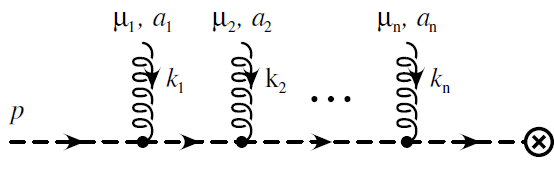 μ₁, a₁ μ₂, a₂ μₙ, aₙ
k₁ k₂ ... kₙ
p